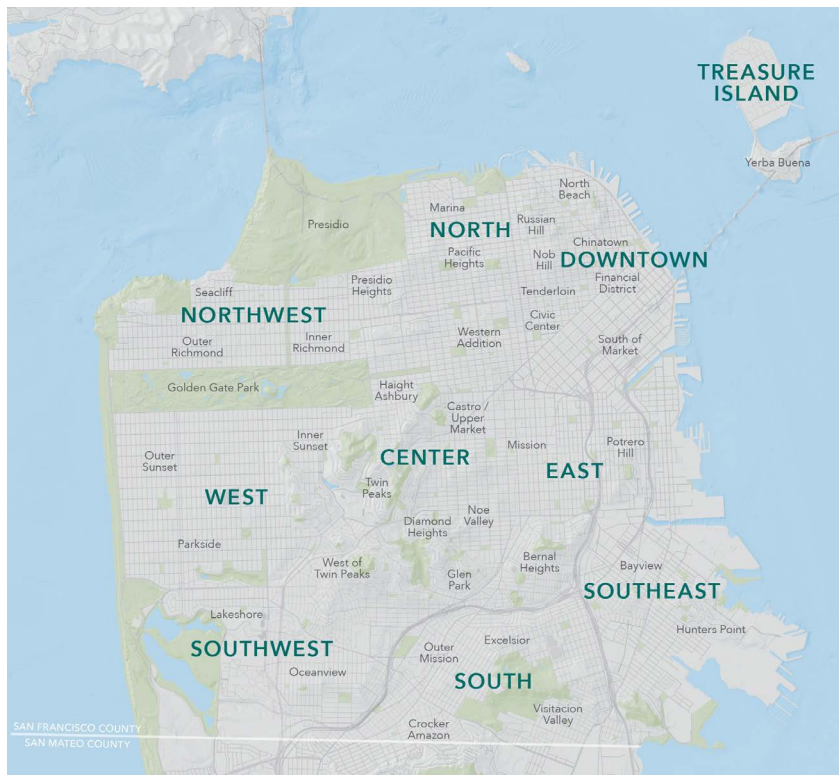 TREASURE
ISLAND
Yerba Buena
North
Beach
Marina
Russian
Hill
Presidio
NORTH
Chinatown
Pacific
Heights
Nob
Hill
DOWNTOWN
Financial
District
Presidio
Heights
Seacliff
Tenderloin
NORTHWEST
Civic
Center
Western
Addition
Outer
Richmond
Inner
Richmond
South of
Market
Golden Gate Park
Haight
Ashbury
Castro /
Upper
Market
Inner
Sunset
Mission
Potrero
Hill
Outer
Sunset
CENTER
EAST
Twin
Peaks
WEST
Noe
Valley
Diamond
Heights
Parkside
West of
Twin Peaks
Bernal
Heights
Glen
Park
Bayview
SOUTHEAST
Lakeshore
Hunters Point
Excelsior
SOUTHWEST
Outer
Mission
Oceanview
SOUTH
Visitacion
Valley
Crocker
Amazon
SAN FRANCISCO COUNTY
SAN MATEO COUNTY